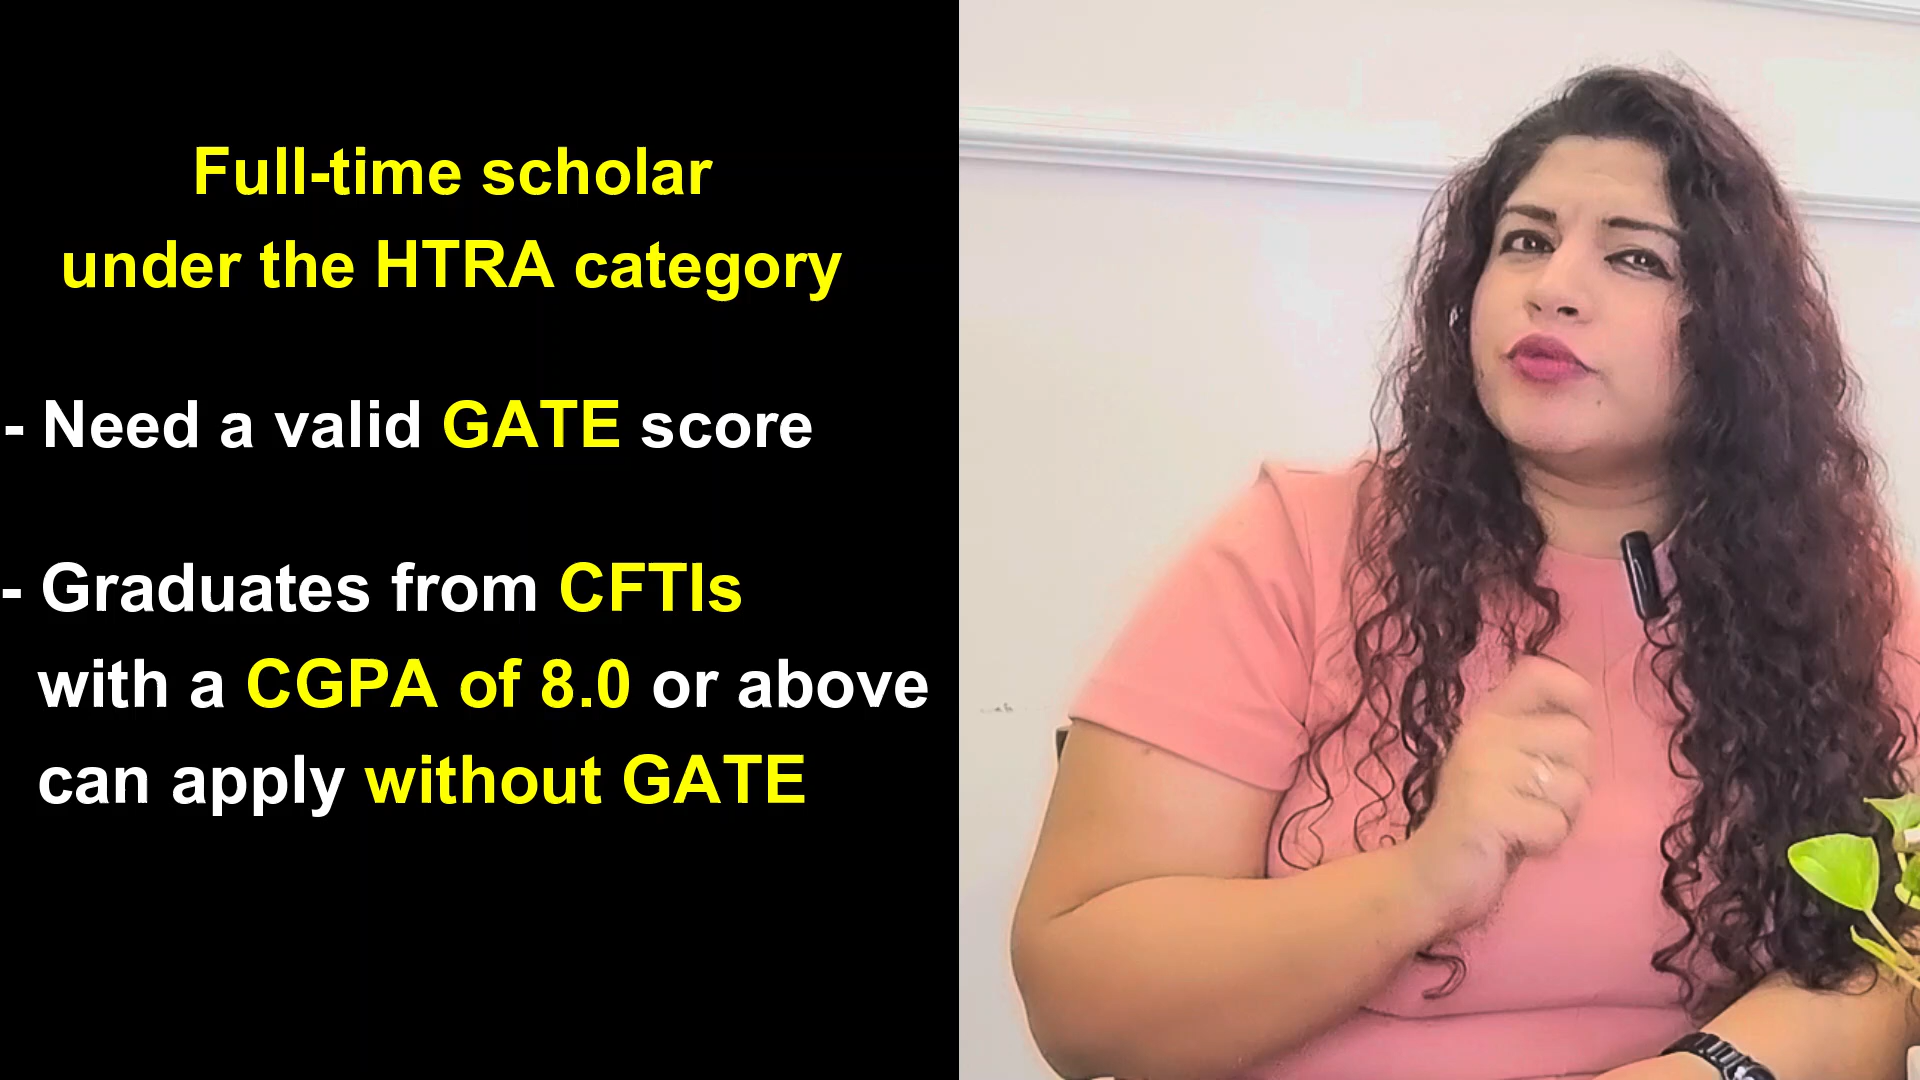 Full-time scholar
under the HTRA category
- Need a valid GATE score
- Graduates from CFTIs
with a CGPA of 8.0 or above
can apply without GATE